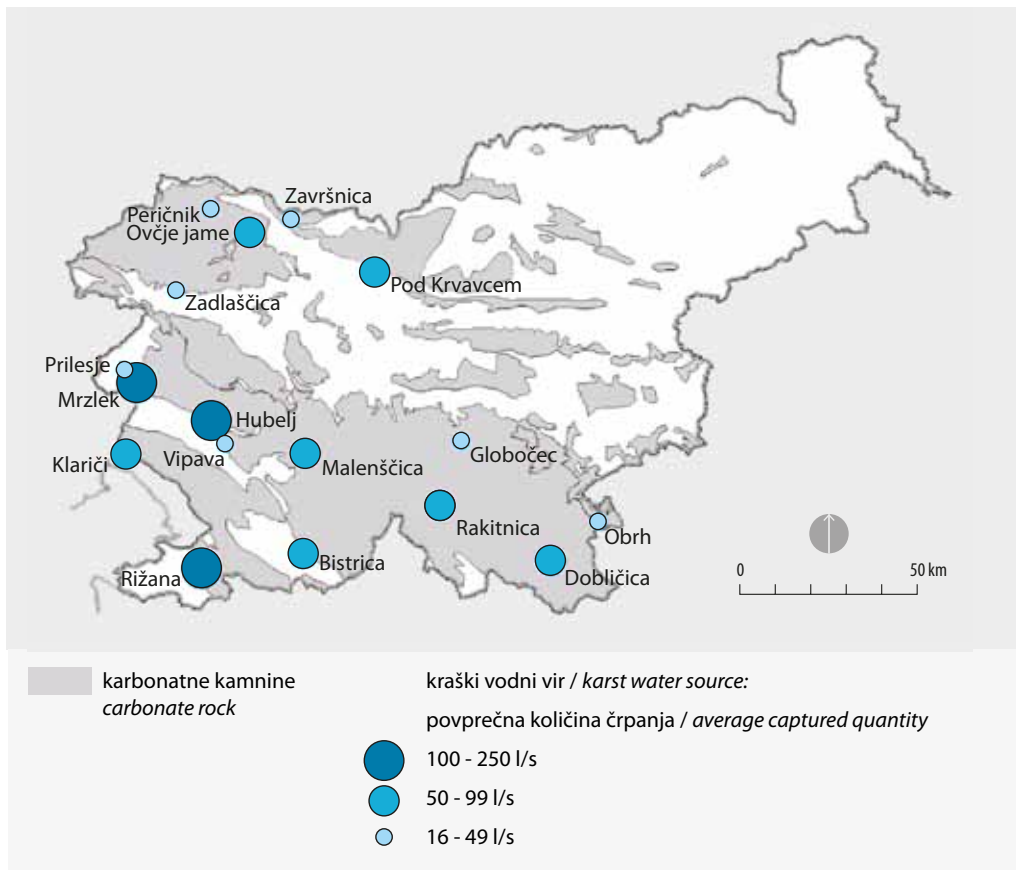 Završnica
Peričnik
Ovčje jame
Pod Krvavcem
Zadlaščica
Prilesje
Mrzlek
Hubelj
Vipava
Klariči
Malenščica
Globočec
Rakitnica
Obrh
Bistrica
Dobličica
Rižana
0 50 km
karbonatne kamnine
carbonate rock
kraški vodni vir / karst water source:
povprečna količina črpanja / average captured quantity
100 - 250 l/s
50 - 99 l/s
16 - 49 l/s